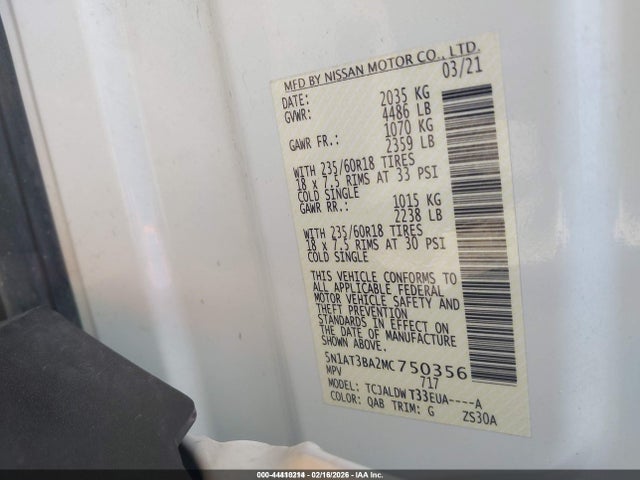 MFD BY NISSAN MOTOR CO., LTD.
DATE: 03/21
GVWR: 2035 KG
4486 LB
GAWR FR.: 1070 KG
2359 LB
WITH 235/60R18 TIRES
18 x 7.5 RIMS AT 33 PSI
COLD SINGLE
GAWR RR.: 1015 KG
2238 LB
WITH 235/60R18 TIRES
18 x 7.5 RIMS AT 30 PSI
COLD SINGLE
THIS VEHICLE CONFORMS TO
ALL APPLICABLE FEDERAL
MOTOR VEHICLE SAFETY AND
THEFT PREVENTION
STANDARDS IN EFFECT ON
THE DATE OF MANUFACTURE
SHOWN ABOVE.
5N1AT3BA2MC750356
MPV 717
MODEL: TCJALDWT33EUA----A
COLOR: QAB TRIM: G ZS30A
000-44410214 - 02/16/2026 - IAAI.COM